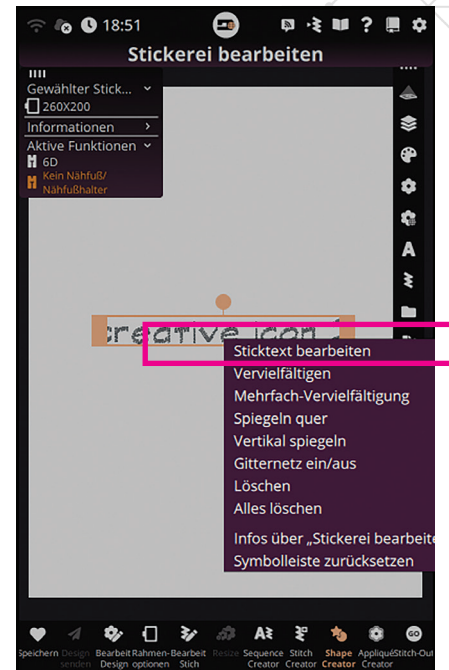 18:51
?
Stickerei bearbeiten
Gewählter Stick...
260X200
Informationen
Aktive Funktionen
6D
Kein Nähfuß/
Nähfußhalter
A
creative icon 2
Sticktext bearbeiten
Vervielfältigen
Mehrfach-Vervielfältigung
Spiegeln quer
Vertikal spiegeln
Gitternetz ein/aus
Löschen
Alles löschen
Infos über „Stickerei bearbeite
Symbolleiste zurücksetzen
GO
Speichern Design senden Bearbeit Design Rahmen-optionen Bearbeit Stich Resize Sequence Creator Stitch Creator Shape Creator Appliqué Creator Stitch-Out